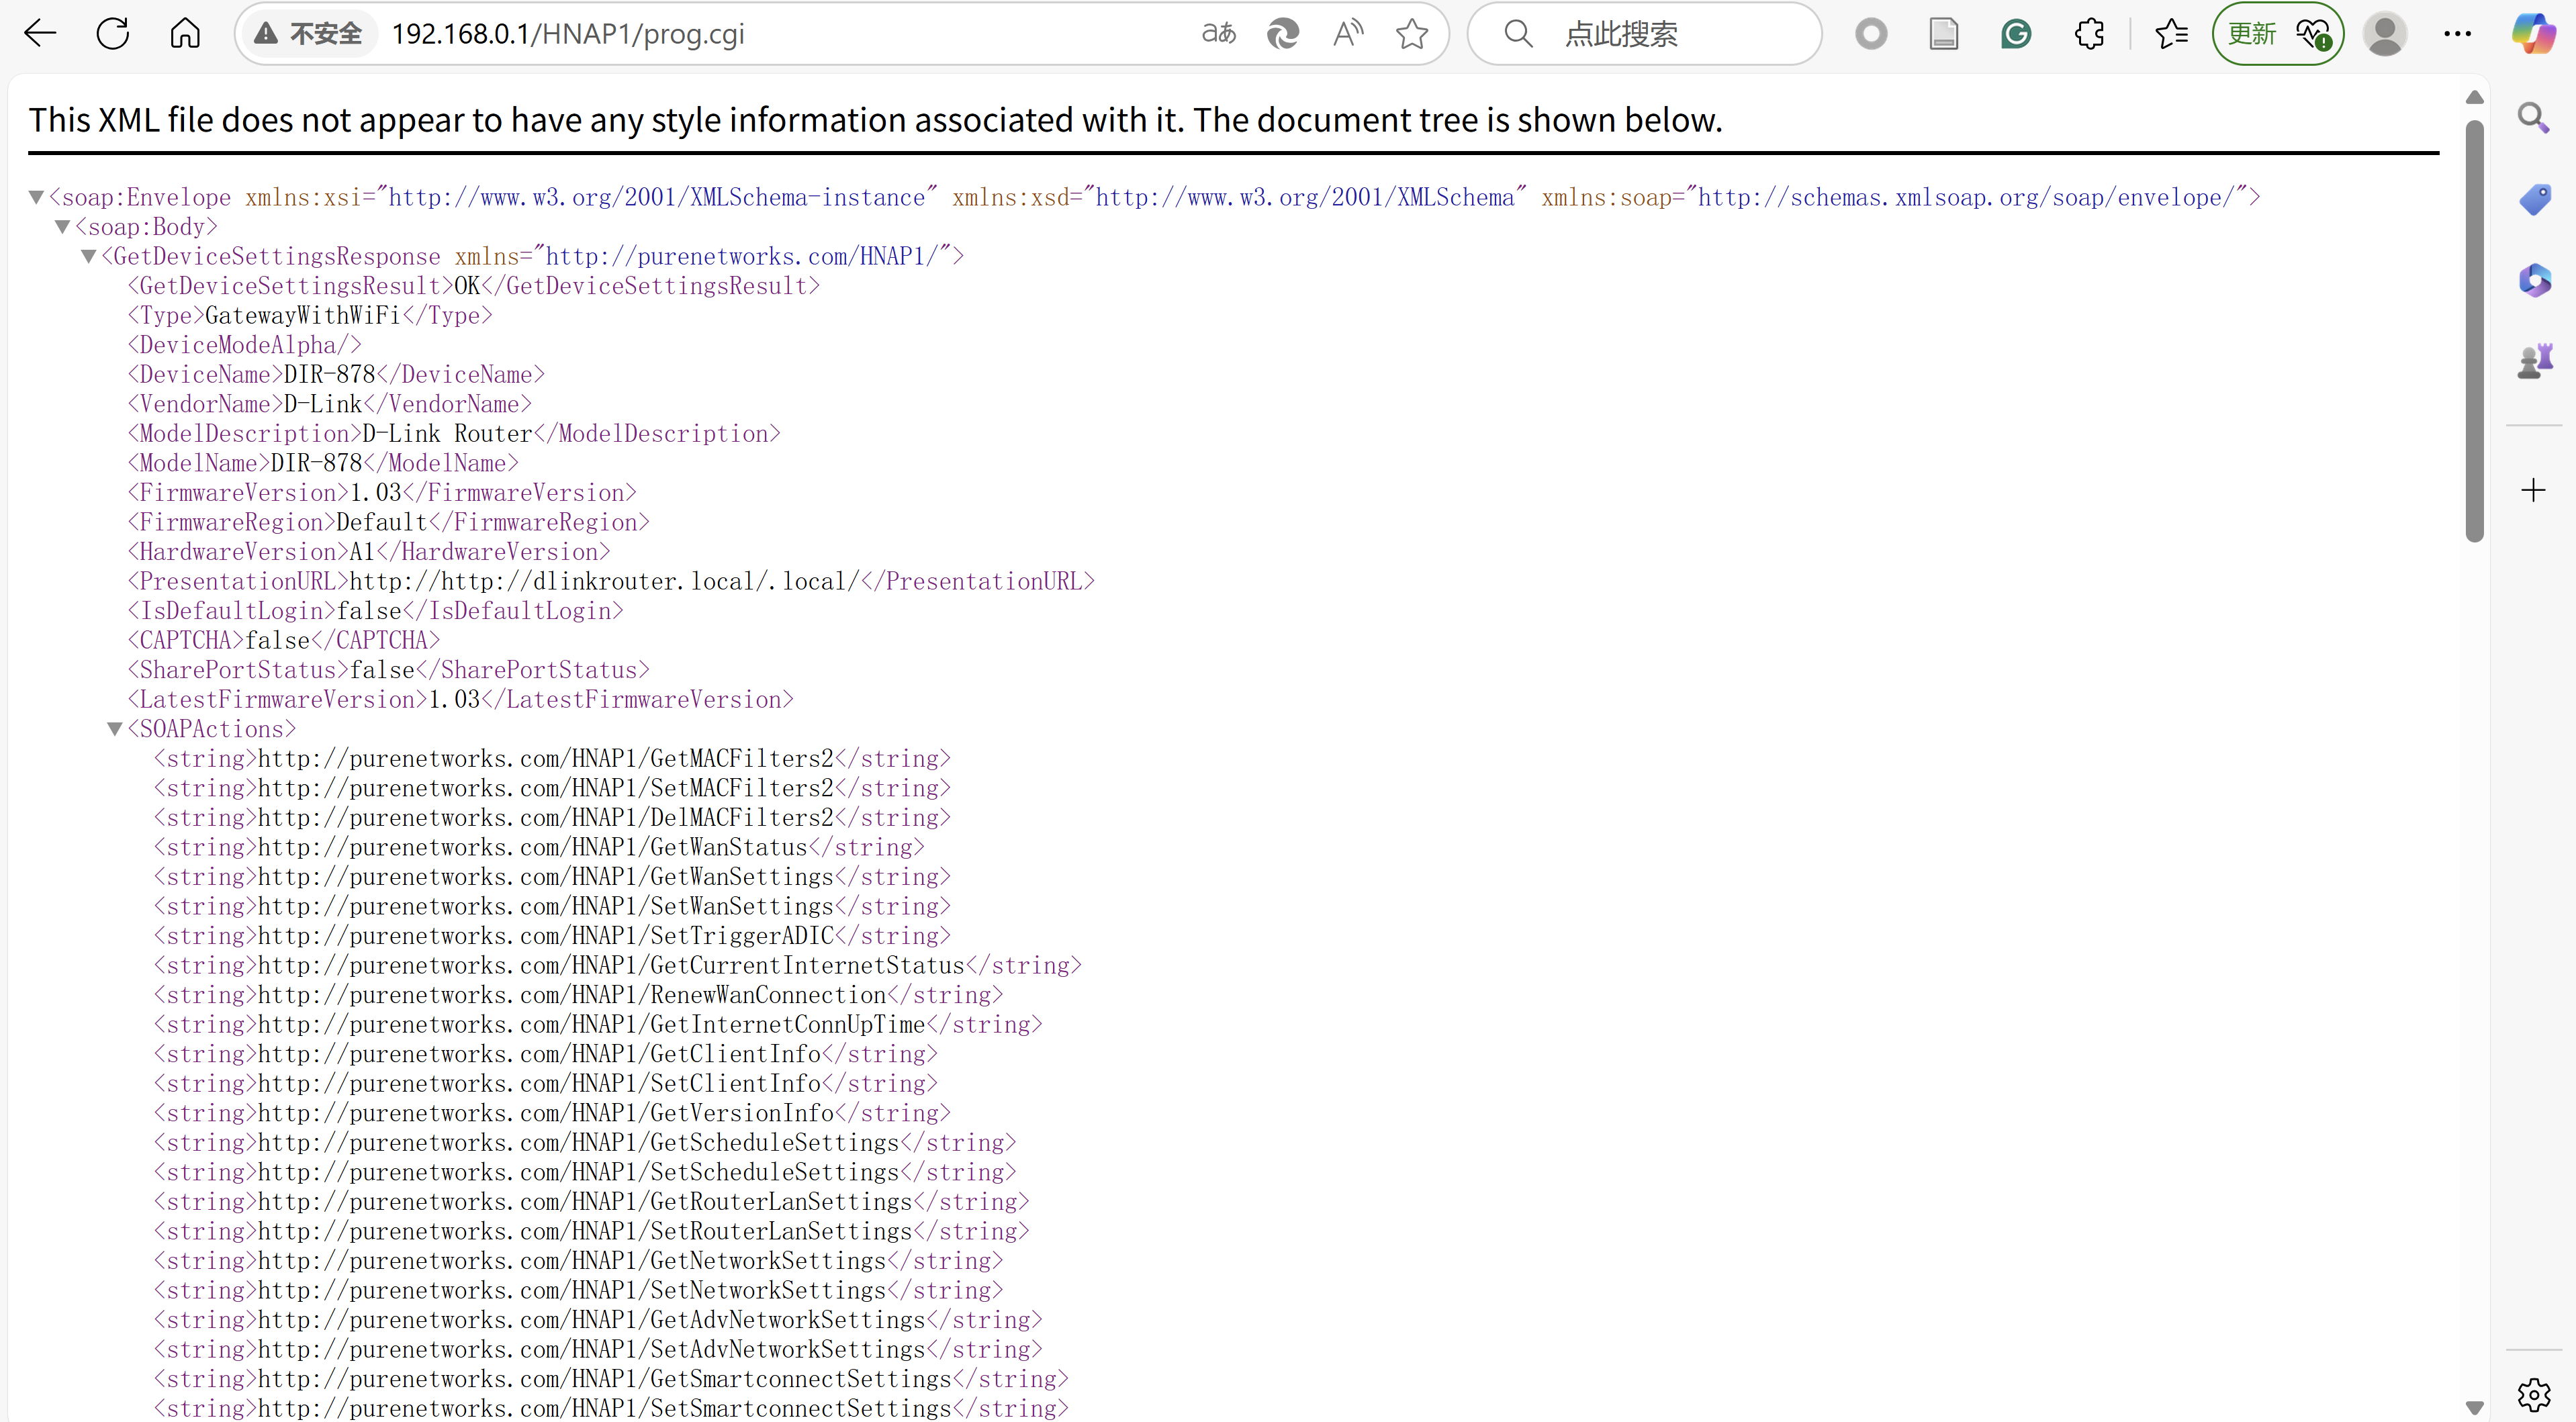 不安全 192.168.0.1/HNAP1/prog.cgi aあ A 点此搜索 更新
This XML file does not appear to have any style information associated with it. The document tree is shown below.
<soap:Envelope xmlns:xsi="http://www.w3.org/2001/XMLSchema-instance" xmlns:xsd="http://www.w3.org/2001/XMLSchema" xmlns:soap="http://schemas.xmlsoap.org/soap/envelope/">
<soap:Body>
<GetDeviceSettingsResponse xmlns="http://purenetworks.com/HNAP1/">
<GetDeviceSettingsResult>OK</GetDeviceSettingsResult>
<Type>GatewayWithWiFi</Type>
<DeviceModeAlpha/>
<DeviceName>DIR-878</DeviceName>
<VendorName>D-Link</VendorName>
<ModelDescription>D-Link Router</ModelDescription>
<ModelName>DIR-878</ModelName>
<FirmwareVersion>1.03</FirmwareVersion>
<FirmwareRegion>Default</FirmwareRegion>
<HardwareVersion>A1</HardwareVersion>
<PresentationURL>http://http://dlinkrouter.local/.local/</PresentationURL>
<IsDefaultLogin>false</IsDefaultLogin>
<CAPTCHA>false</CAPTCHA>
<SharePortStatus>false</SharePortStatus>
<LatestFirmwareVersion>1.03</LatestFirmwareVersion>
<SOAPActions>
<string>http://purenetworks.com/HNAP1/GetMACFilters2</string>
<string>http://purenetworks.com/HNAP1/SetMACFilters2</string>
<string>http://purenetworks.com/HNAP1/DelMACFilters2</string>
<string>http://purenetworks.com/HNAP1/GetWanStatus</string>
<string>http://purenetworks.com/HNAP1/GetWanSettings</string>
<string>http://purenetworks.com/HNAP1/SetWanSettings</string>
<string>http://purenetworks.com/HNAP1/SetTriggerADIC</string>
<string>http://purenetworks.com/HNAP1/GetCurrentInternetStatus</string>
<string>http://purenetworks.com/HNAP1/RenewWanConnection</string>
<string>http://purenetworks.com/HNAP1/GetInternetConnUpTime</string>
<string>http://purenetworks.com/HNAP1/GetClientInfo</string>
<string>http://purenetworks.com/HNAP1/SetClientInfo</string>
<string>http://purenetworks.com/HNAP1/GetVersionInfo</string>
<string>http://purenetworks.com/HNAP1/GetScheduleSettings</string>
<string>http://purenetworks.com/HNAP1/SetScheduleSettings</string>
<string>http://purenetworks.com/HNAP1/GetRouterLanSettings</string>
<string>http://purenetworks.com/HNAP1/SetRouterLanSettings</string>
<string>http://purenetworks.com/HNAP1/GetNetworkSettings</string>
<string>http://purenetworks.com/HNAP1/SetNetworkSettings</string>
<string>http://purenetworks.com/HNAP1/GetAdvNetworkSettings</string>
<string>http://purenetworks.com/HNAP1/SetAdvNetworkSettings</string>
<string>http://purenetworks.com/HNAP1/GetSmartconnectSettings</string>
<string>http://purenetworks.com/HNAP1/SetSmartconnectSettings</string>